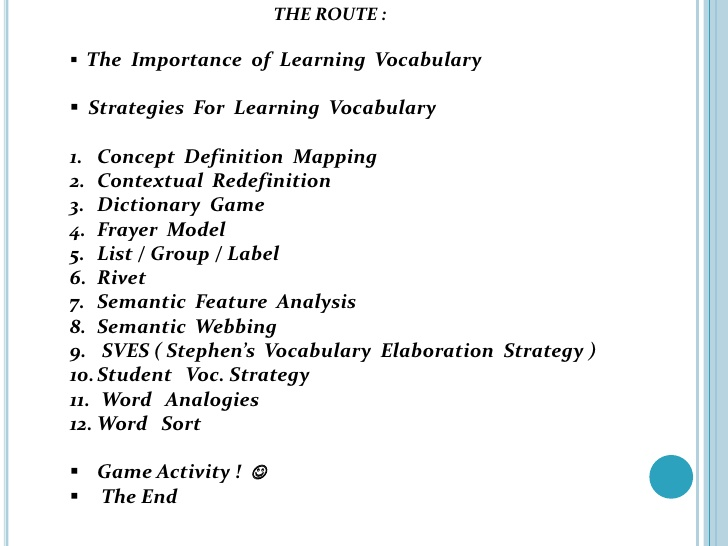 THE ROUTE :
▪ The Importance of Learning Vocabulary
▪ Strategies For Learning Vocabulary
1. Concept Definition Mapping
2. Contextual Redefinition
3. Dictionary Game
4. Frayer Model
5. List / Group / Label
6. Rivet
7. Semantic Feature Analysis
8. Semantic Webbing
9. SVES ( Stephen’s Vocabulary Elaboration Strategy )
10. Student Voc. Strategy
11. Word Analogies
12. Word Sort
▪ Game Activity ! ☺
▪ The End